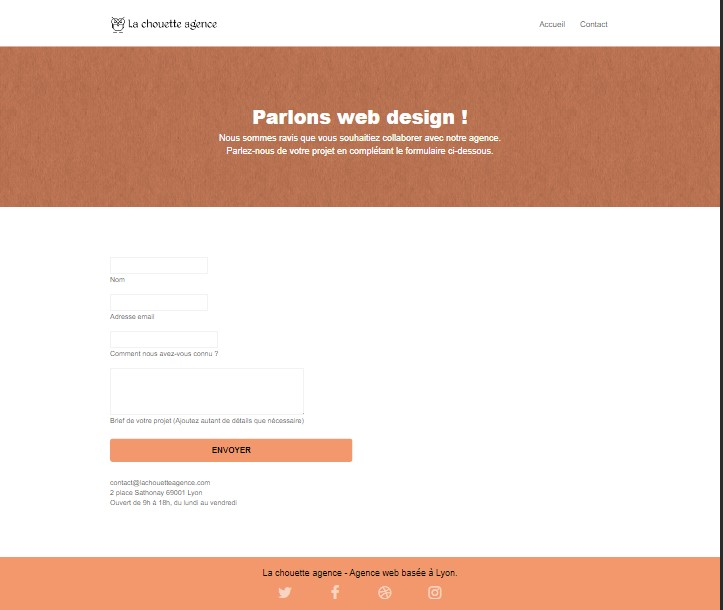 La chouette agence
Accueil Contact
Parlons web design !
Nous sommes ravis que vous souhaitiez collaborer avec notre agence.
Parlez-nous de votre projet en complétant le formulaire ci-dessous.
Nom
Adresse email
Comment nous avez-vous connu ?
Brief de votre projet (Ajoutez autant de détails que nécessaire)
ENVOYER
contact@lachouetteagence.com
2 place Sathonay 69001 Lyon
Ouvert de 9h à 18h, du lundi au vendredi
La chouette agence - Agence web basée à Lyon.